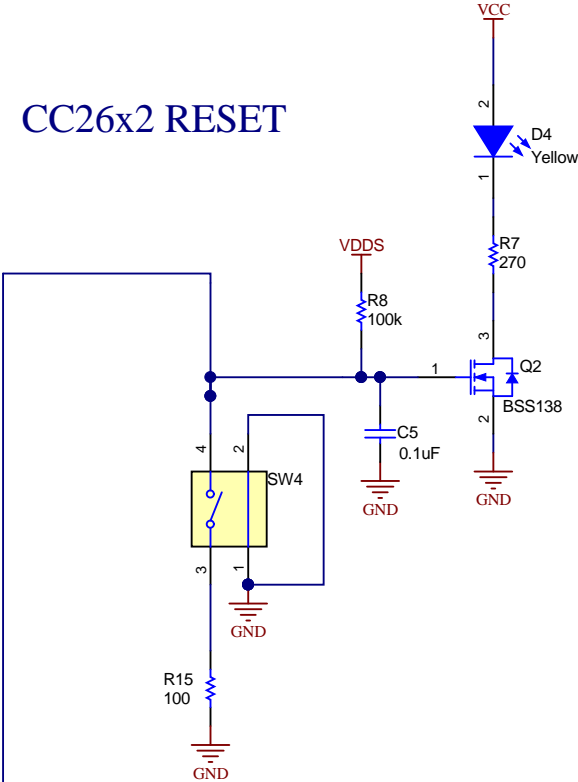 VCC
CC26x2 RESET
2
D4
Yellow
1
VDDS
R7
270
R8
100k
3
1
Q2
2
BSS138
C5
0.1uF
4
2
SW4
GND
GND
3
1
GND
R15
100
GND